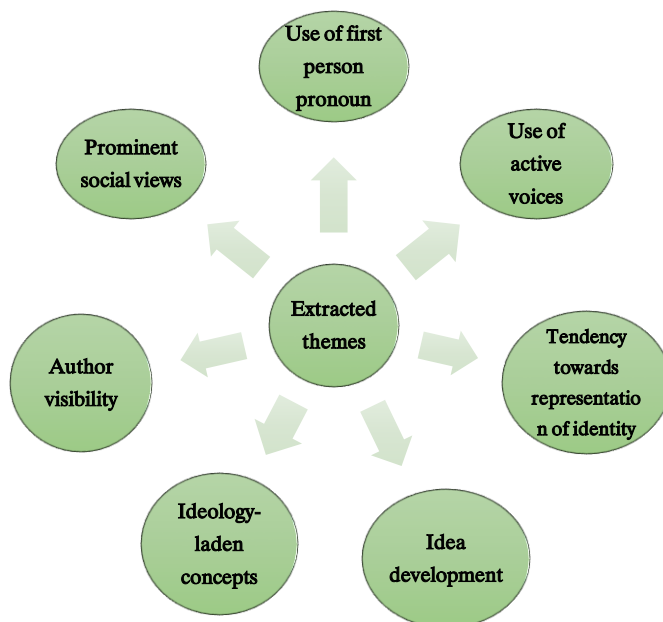 Use of first
person
pronoun
Prominent
social views
Use of
active
voices
Extracted
themes
Author
visibility
Tendency
towards
representatio
n of identity
Ideology-
laden
concepts
Idea
development